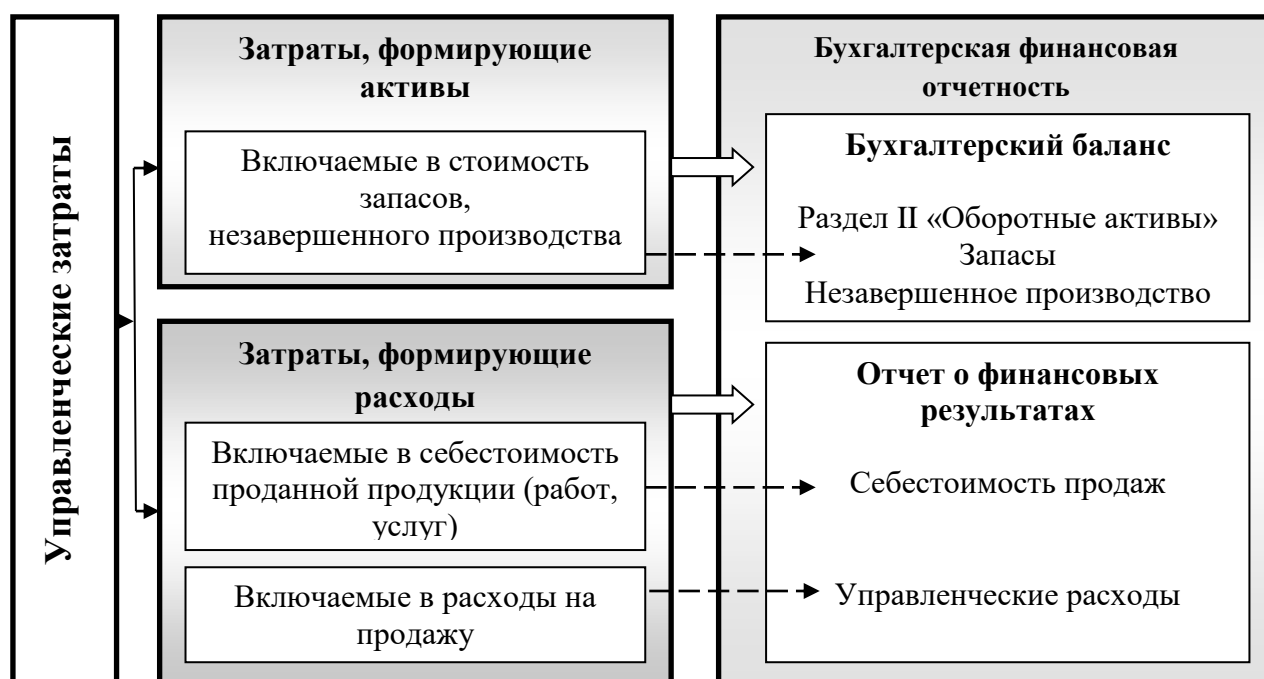 Управленческие затраты
Затраты, формирующие
активы
Включаемые в стоимость
запасов,
незавершенного производства
Затраты, формирующие
расходы
Включаемые в себестоимость
проданной продукции (работ,
услуг)
Включаемые в расходы на
продажу
Бухгалтерская финансовая
отчетность
Бухгалтерский баланс
Раздел II «Оборотные активы»
Запасы
Незавершенное производство
Отчет о финансовых
результатах
Себестоимость продаж
Управленческие расходы